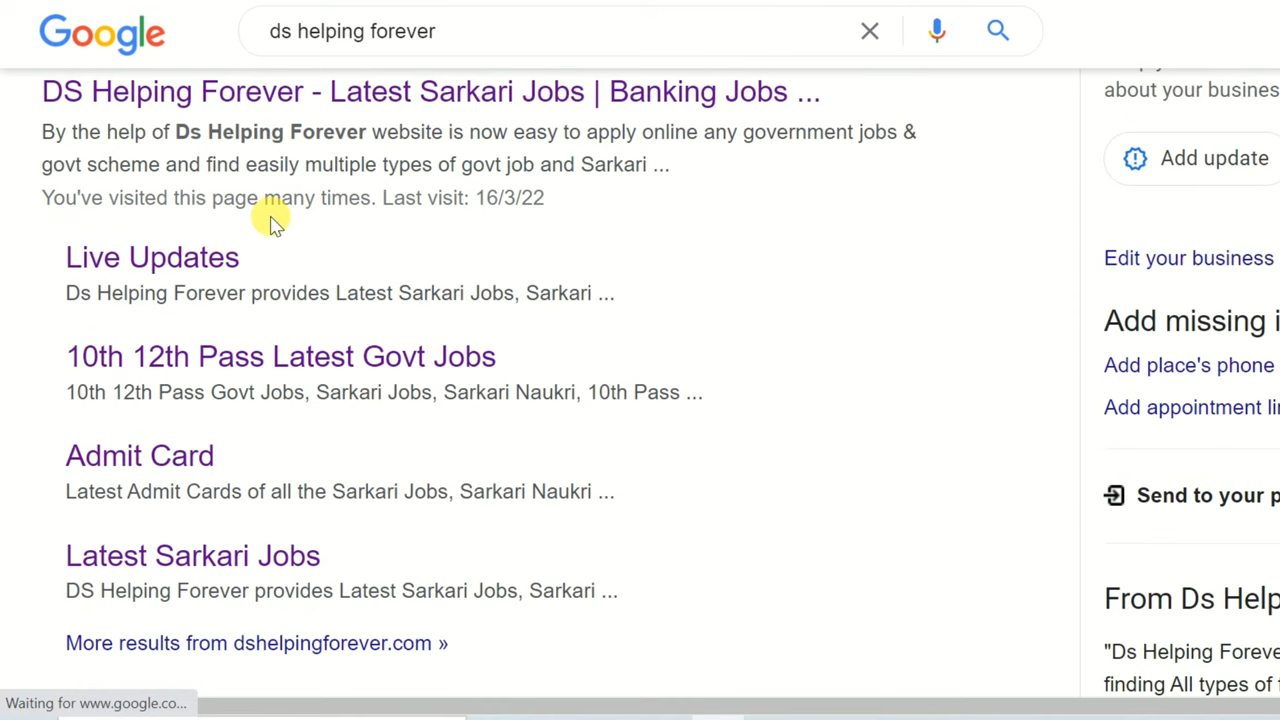 Google
ds helping forever
DS Helping Forever - Latest Sarkari Jobs | Banking Jobs ...
By the help of Ds Helping Forever website is now easy to apply online any government jobs &
govt scheme and find easily multiple types of govt job and Sarkari ...
You've visited this page many times. Last visit: 16/3/22
Live Updates
Ds Helping Forever provides Latest Sarkari Jobs, Sarkari ...
10th 12th Pass Latest Govt Jobs
10th 12th Pass Govt Jobs, Sarkari Jobs, Sarkari Naukri, 10th Pass ...
Admit Card
Latest Admit Cards of all the Sarkari Jobs, Sarkari Naukri ...
Latest Sarkari Jobs
DS Helping Forever provides Latest Sarkari Jobs, Sarkari ...
More results from dshelpingforever.com »
Waiting for www.google.co...
about your busines
Add update
Edit your business
Add missing i
Add place's phone
Add appointment li
Send to your p
From Ds Help
"Ds Helping Foreve
finding All types of